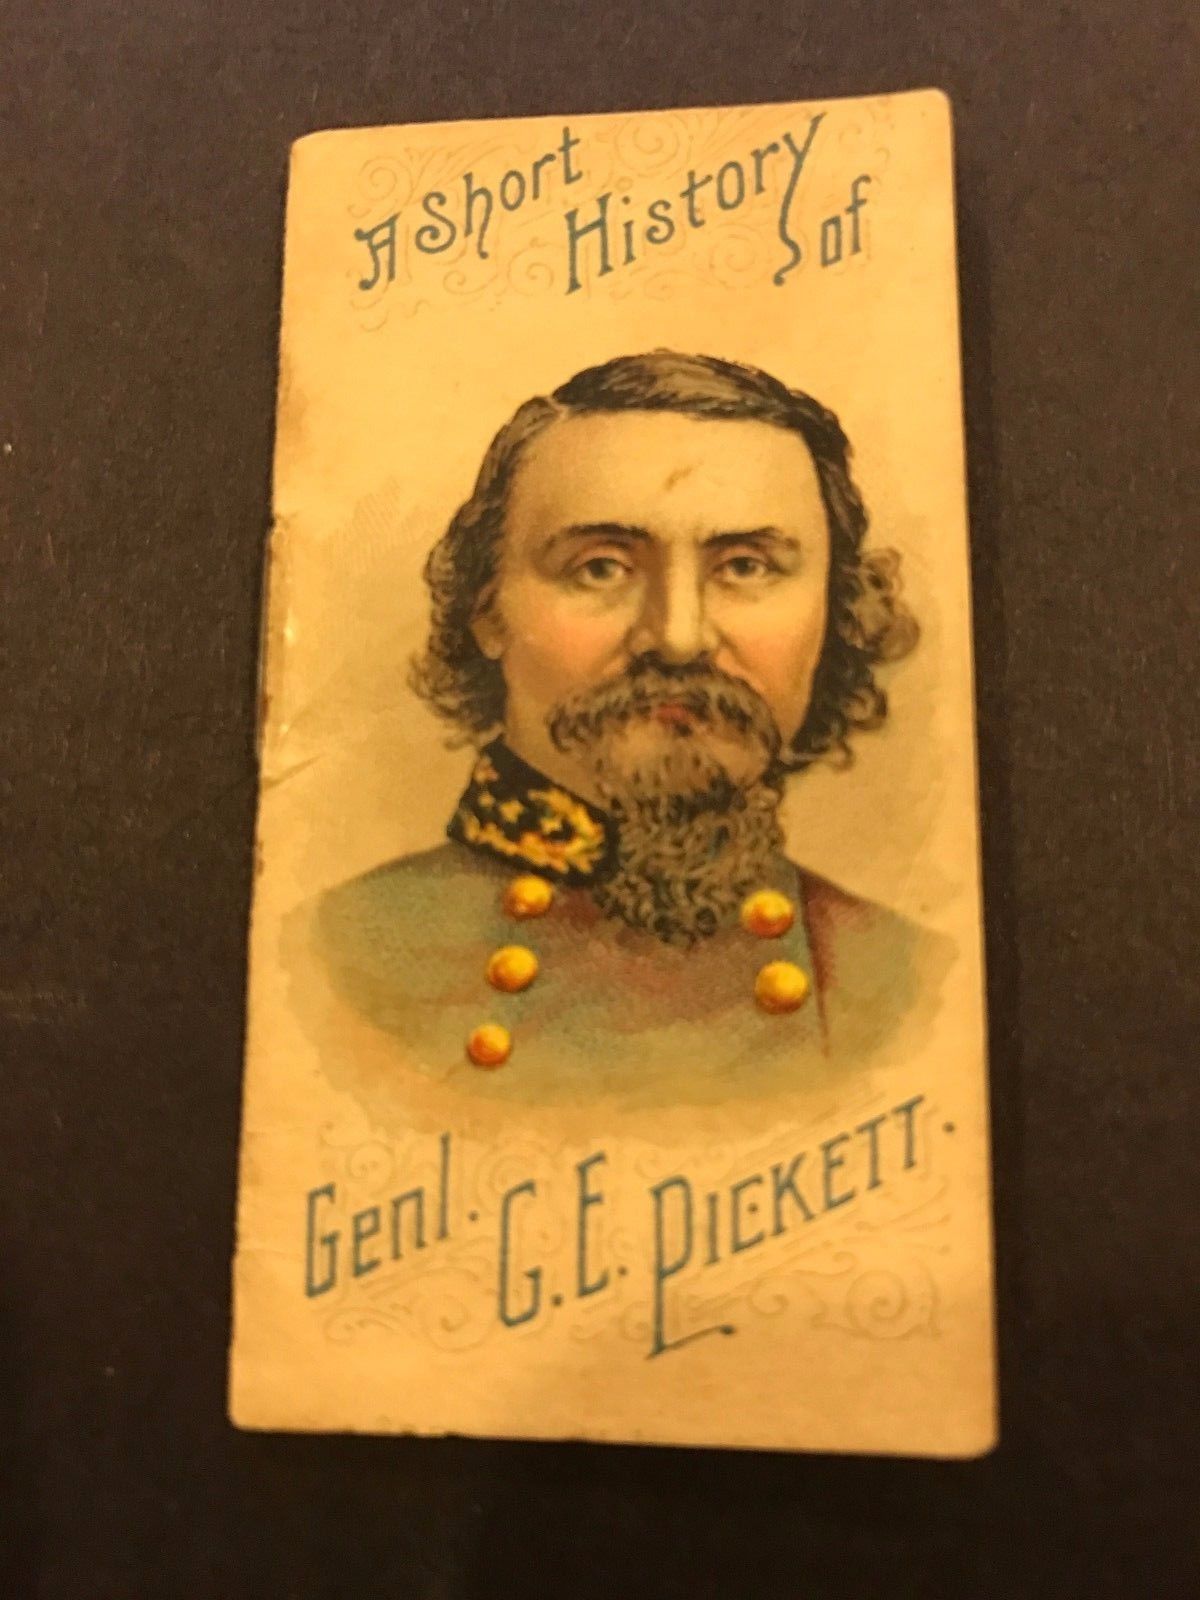 A Short
History
of
Genl. G. E. PICKETT.